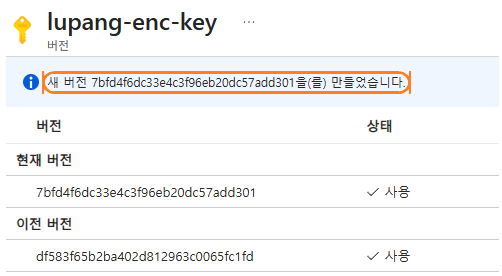 lupang-enc-key ...
버전
새 버전 7bfd4f6dc33e4c3f96eb20dc57add301을(를) 만들었습니다.
버전 상태
현재 버전
7bfd4f6dc33e4c3f96eb20dc57add301 ✓ 사용
이전 버전
df583f65b2ba402d812963c0065fc1fd ✓ 사용